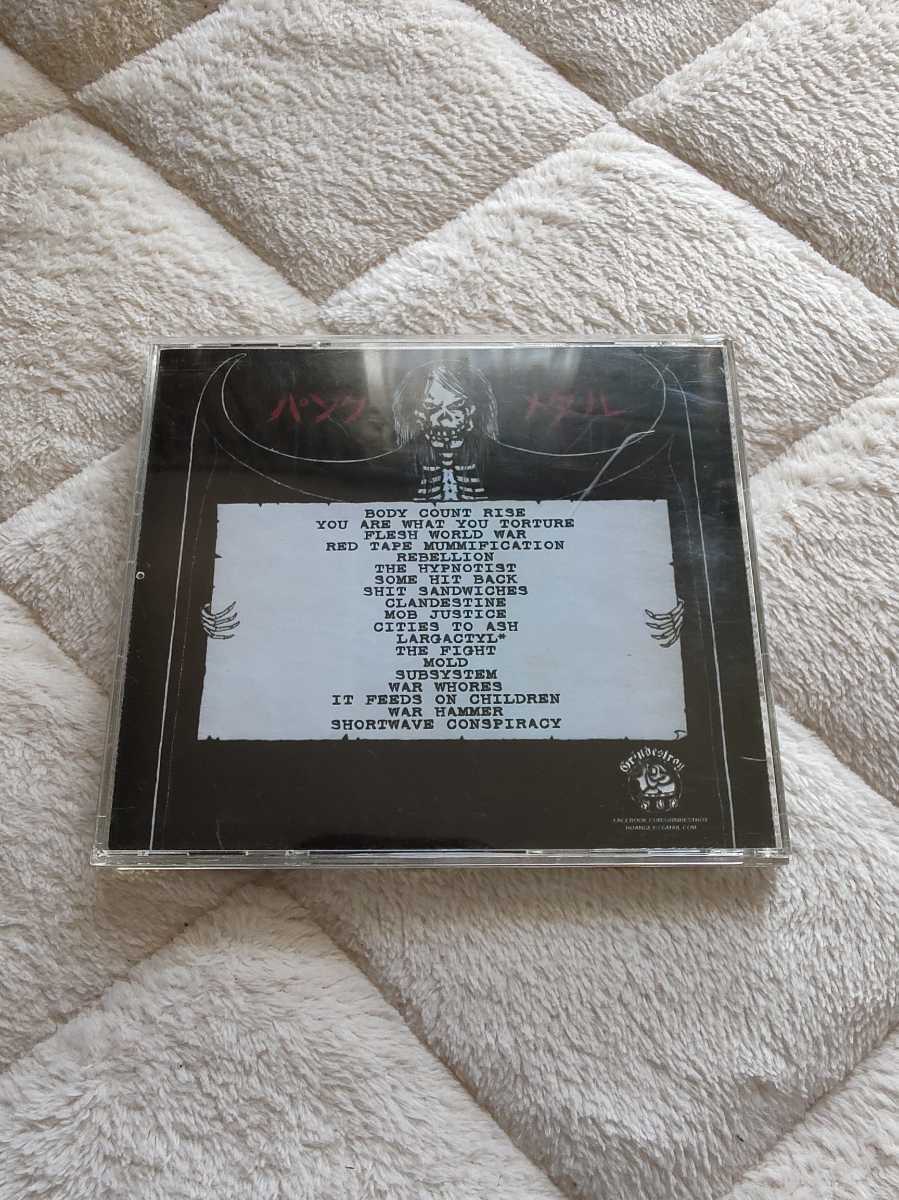 パンク メタル
BODY COUNT RISE
YOU ARE WHAT YOU TORTURE
FLESH WORLD WAR
RED TAPE MUMMIFICATION
REBELLION
THE HYPNOTIST
SOME HIT BACK
SHIT SANDWICHES
CLANDESTINE
MOB JUSTICE
CITIES TO ASH
LARGACTYL*
THE FIGHT
MOLD
SUBSYSTEM
WAR WHORES
IT FEEDS ON CHILDREN
WAR HAMMER
SHORTWAVE CONSPIRACY
Grindestroy